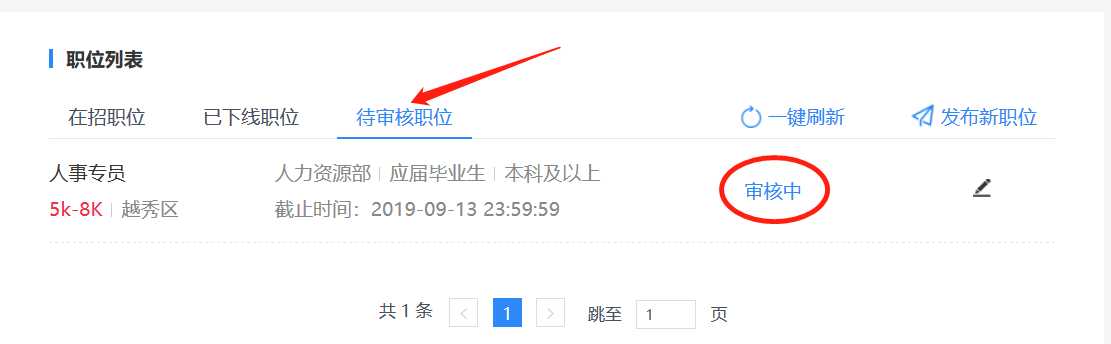 职位列表
在招职位 已下线职位 待审核职位 一键刷新 发布新职位
人事专员 人力资源部 应届毕业生 本科及以上
审核中
5k-8K 越秀区 截止时间：2019-09-13 23:59:59
共 1 条 < 1 > 跳至 1 页